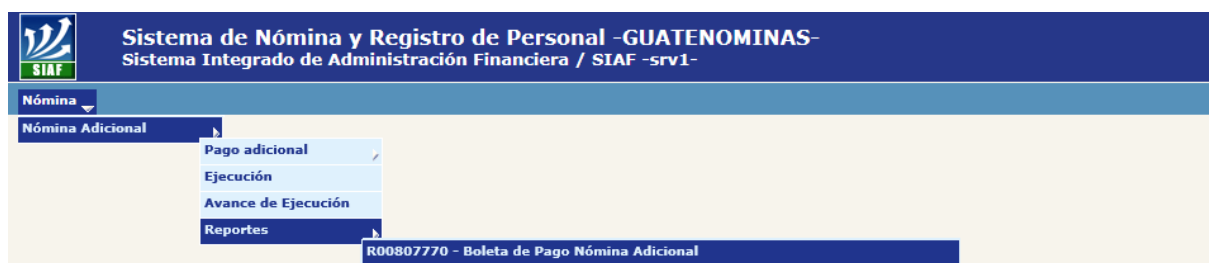 Sistema de Nómina y Registro de Personal -GUATENOMINAS-
Sistema Integrado de Administración Financiera / SIAF -srv1-
SIAF
Nómina
Nómina Adicional
Pago adicional
Ejecución
Avance de Ejecución
Reportes
R00807770 - Boleta de Pago Nómina Adicional